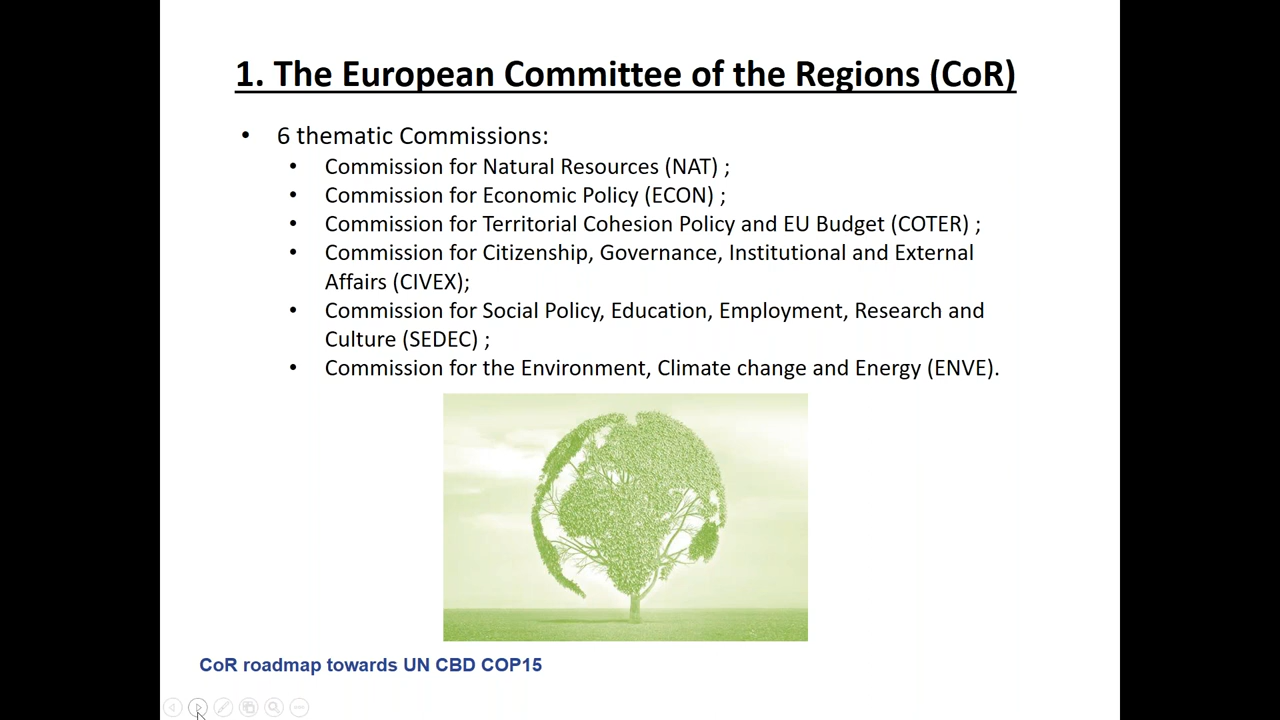 1. The European Committee of the Regions (CoR)
• 6 thematic Commissions:
• Commission for Natural Resources (NAT) ;
• Commission for Economic Policy (ECON) ;
• Commission for Territorial Cohesion Policy and EU Budget (COTER) ;
• Commission for Citizenship, Governance, Institutional and External
Affairs (CIVEX);
• Commission for Social Policy, Education, Employment, Research and
Culture (SEDEC) ;
• Commission for the Environment, Climate change and Energy (ENVE).
CoR roadmap towards UN CBD COP15